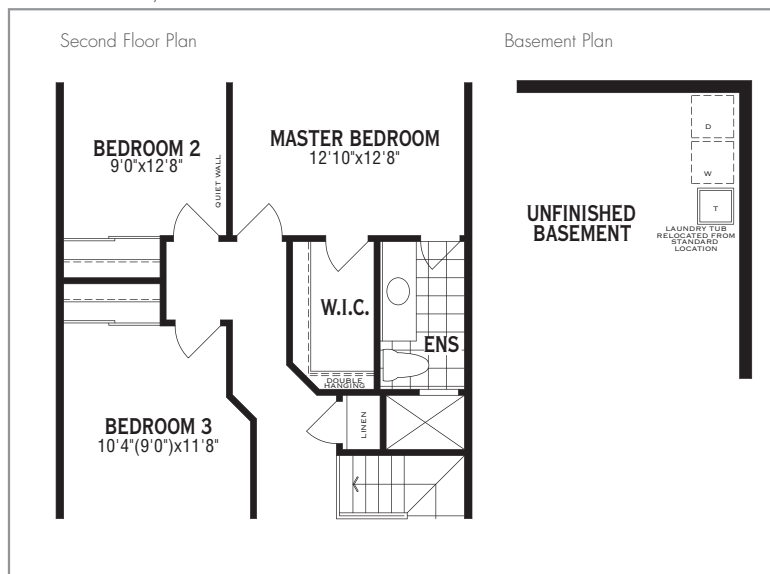 Second Floor Plan
BEDROOM 2
9'0"x12'8"
QUIET WALL
MASTER BEDROOM
12'10"x12'8"
W.I.C.
DOUBLE
HANGING
ENS
LINEN
BEDROOM 3
10'4"(9'0")x11'8"
Basement Plan
D
W
T
LAUNDRY TUB
RELOCATED FROM
STANDARD
LOCATION
UNFINISHED
BASEMENT